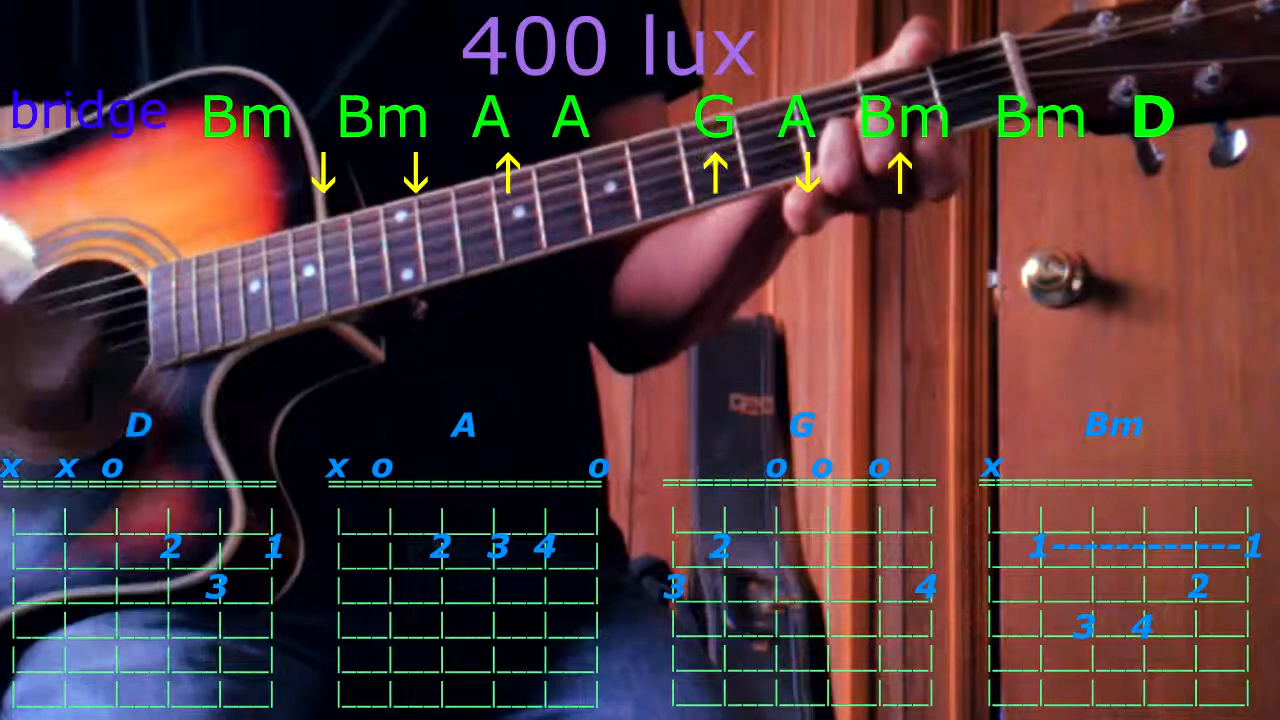 400 lux
bridge Bm Bm A A G A Bm Bm D
↓ ↓ ↑ ↑ ↓ ↑
D A G Bm
x x o x o o o o o x
2 1 2 3 4 2 1------------1
3 3 4 2
3 4